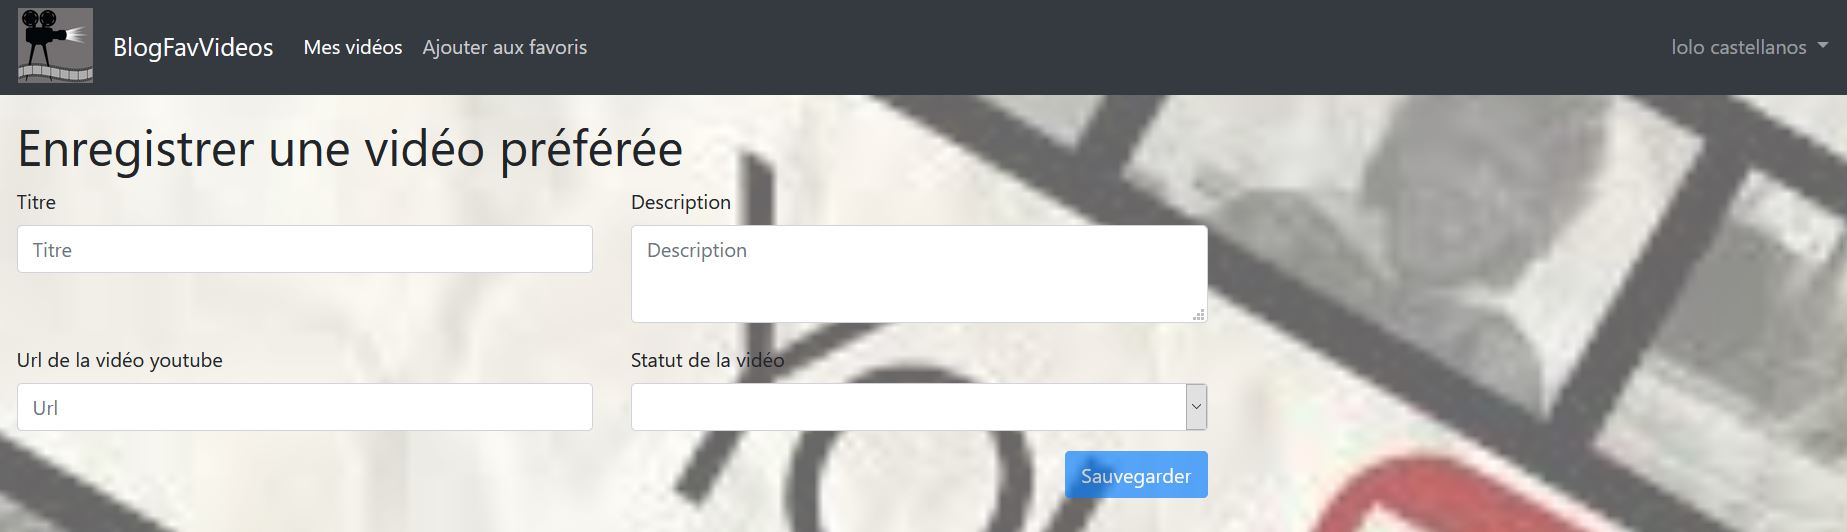 BlogFavVideos Mes vidéos Ajouter aux favoris lolo castellanos
Enregistrer une vidéo préférée
Titre
Description
Titre
Description
Url de la vidéo youtube
Statut de la vidéo
Url
Sauvegarder